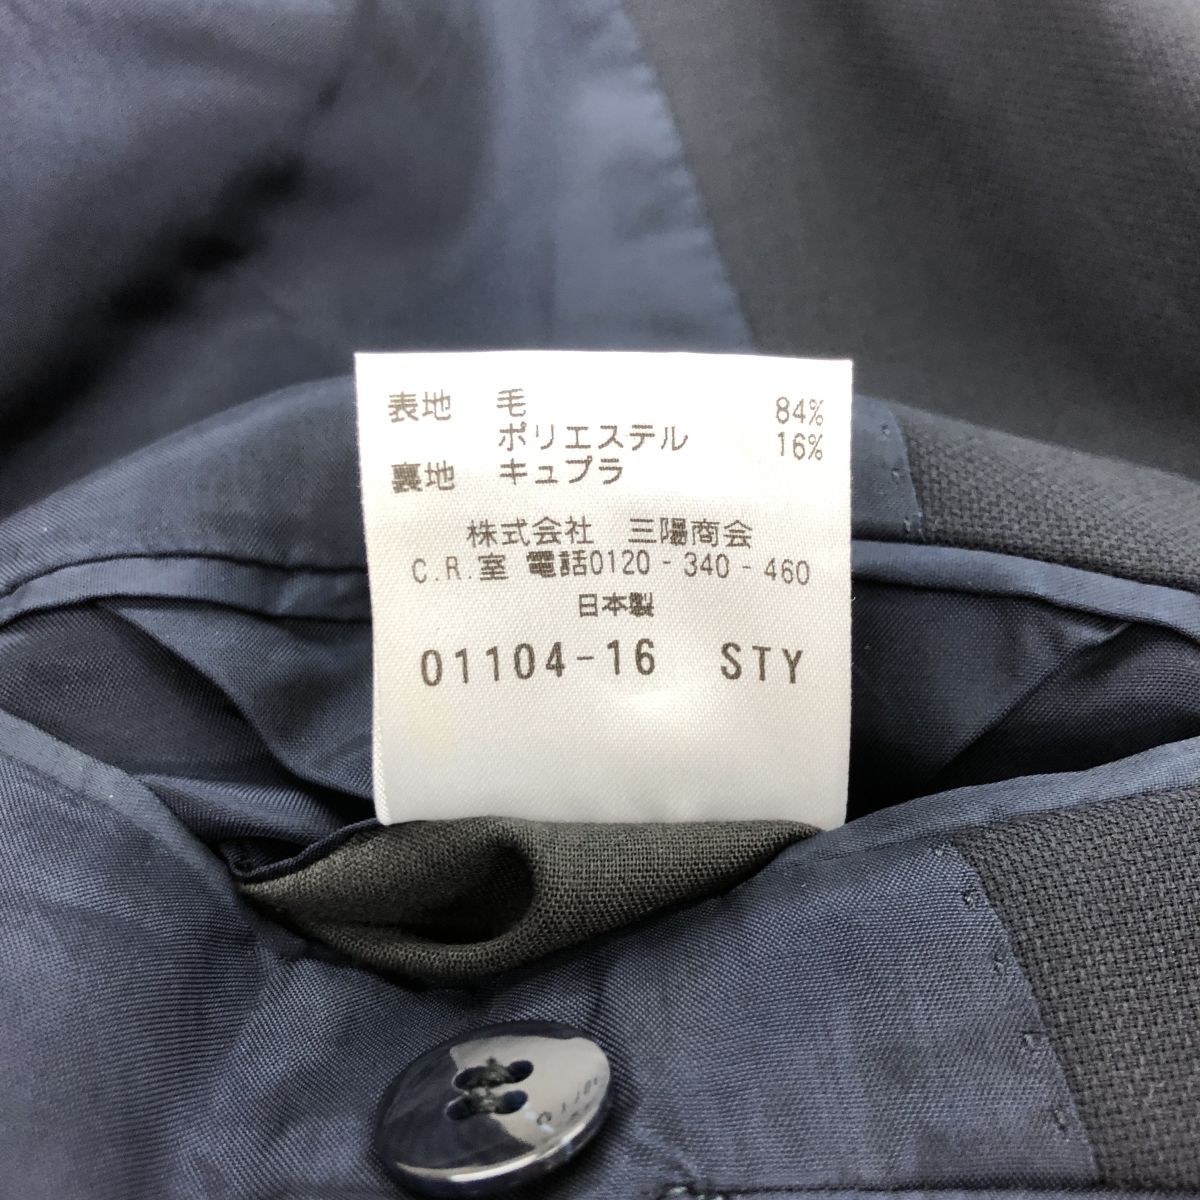 表地 毛 84%
ポリエステル 16%
裏地 キュプラ
株式会社 三陽商会
C.R.室 電話0120-340-460
日本製
01104-16 STY